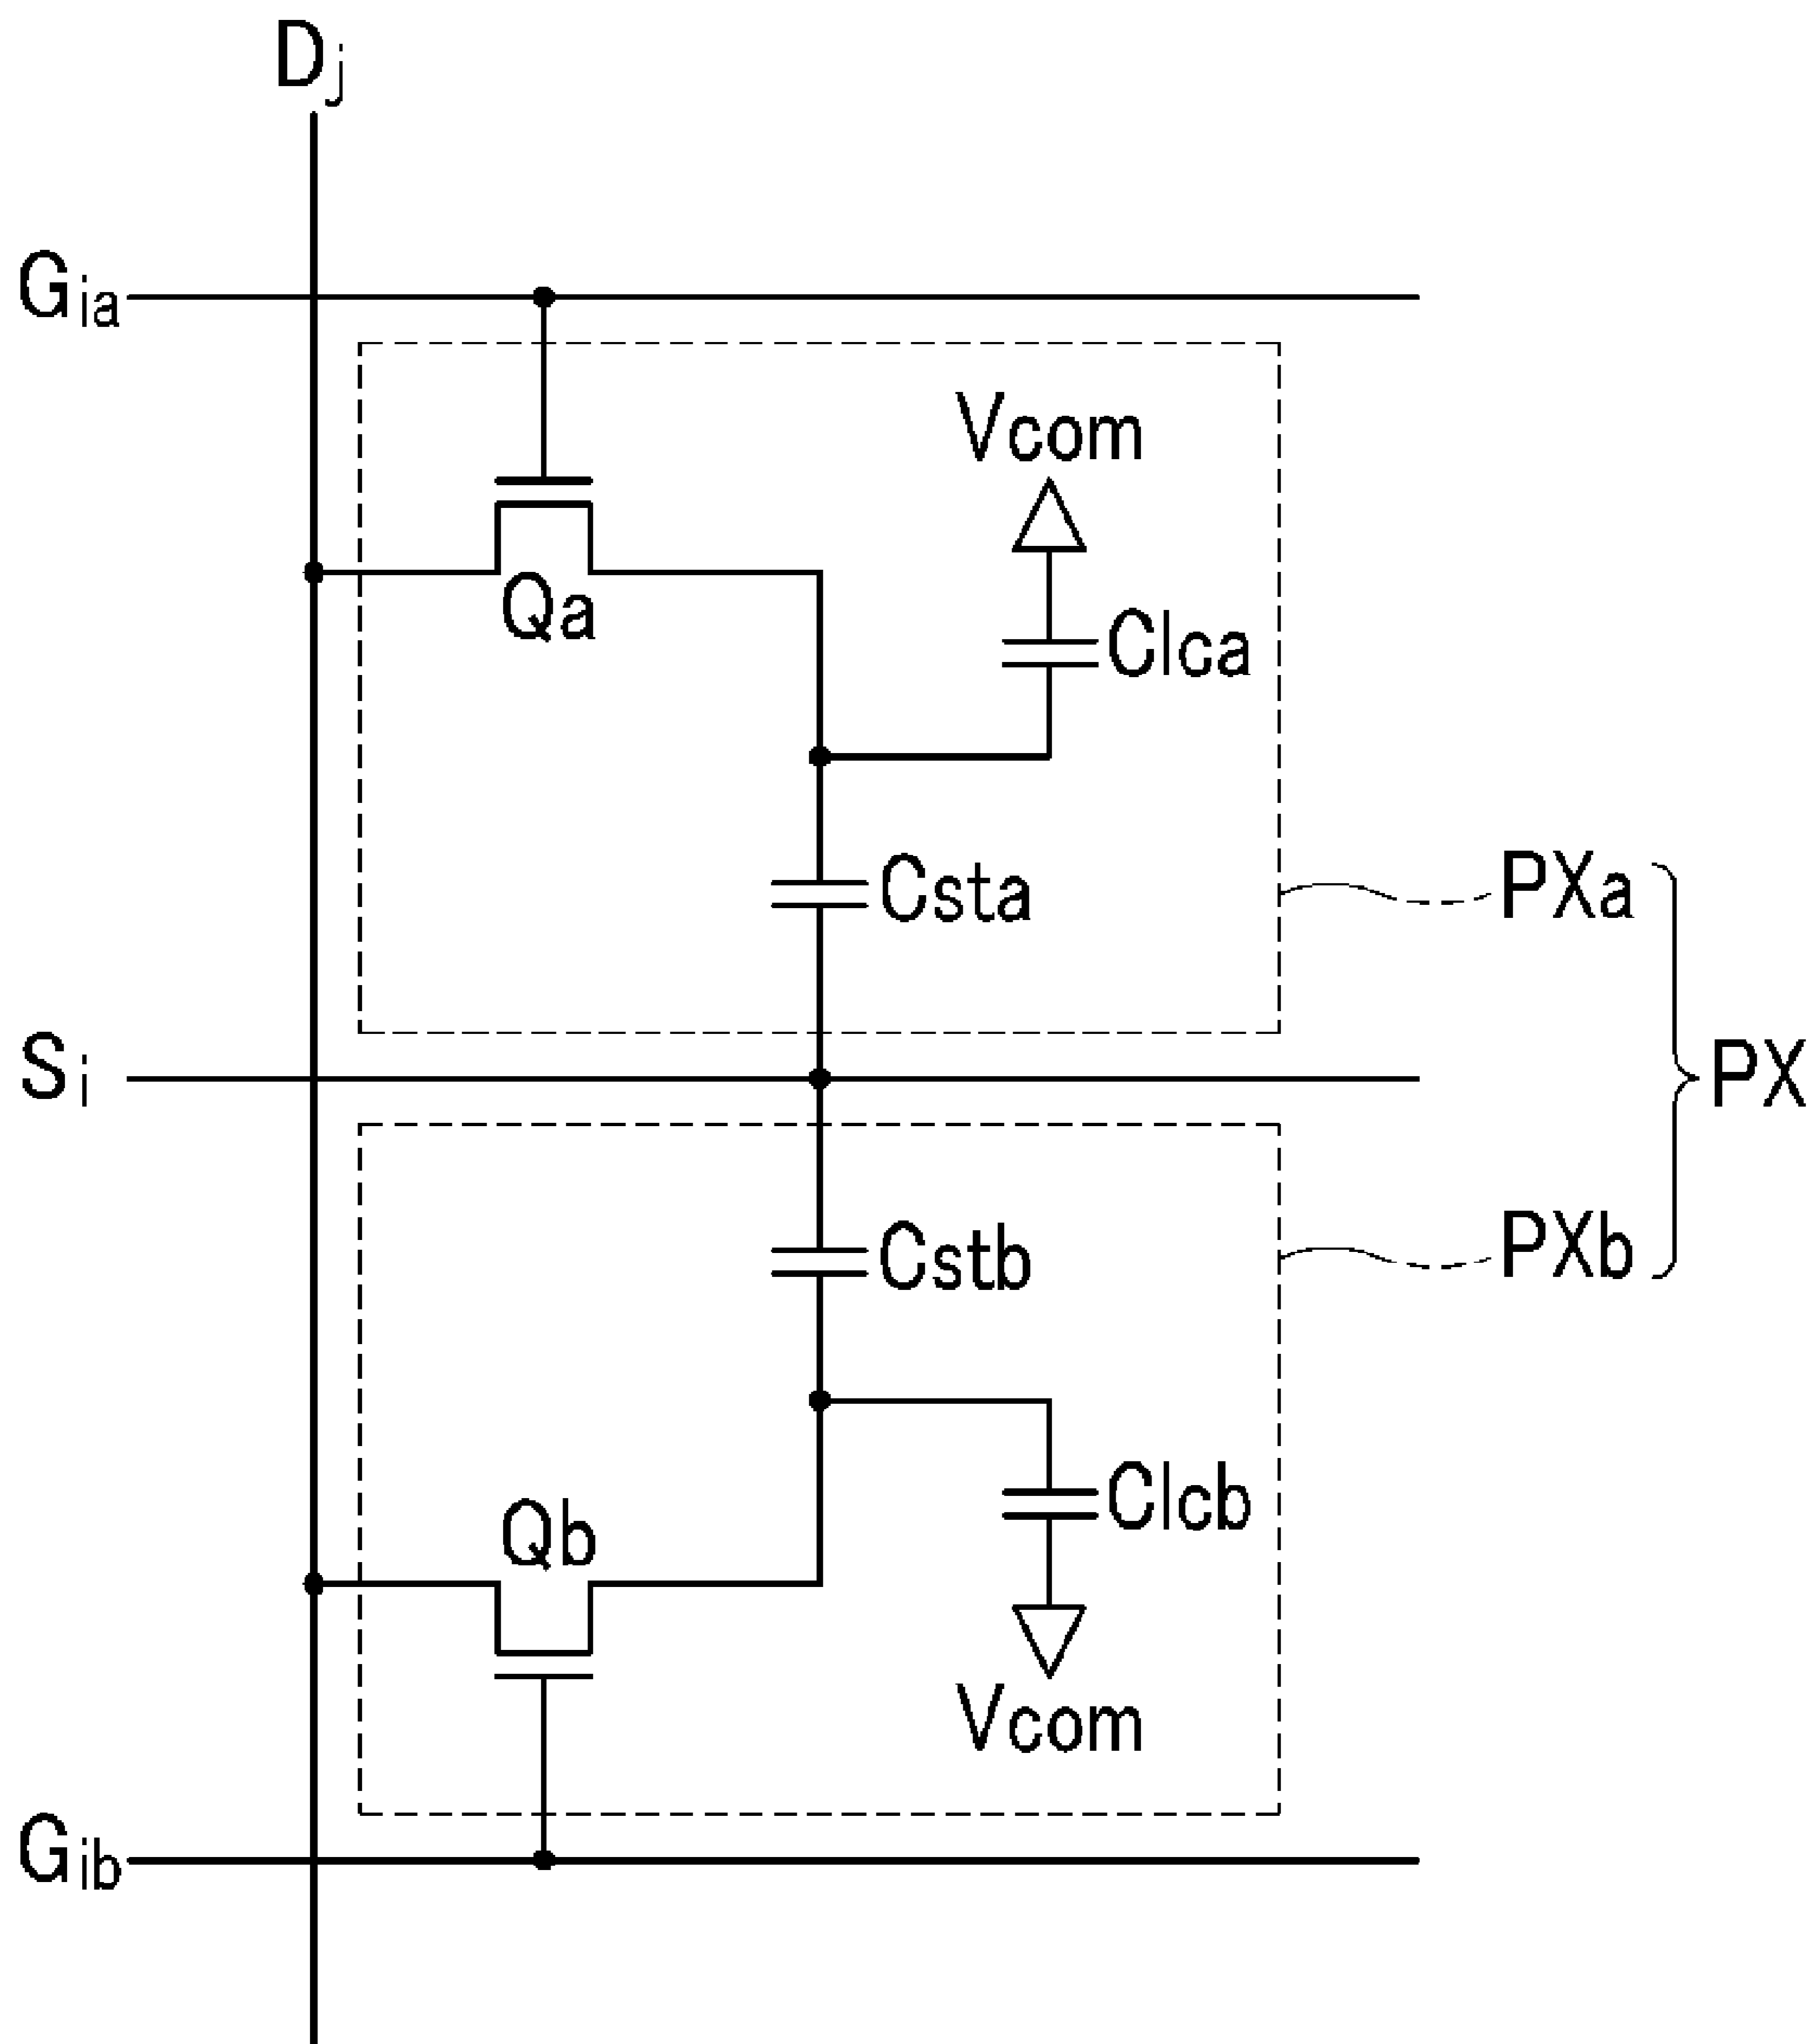 Dj
Gia
Vcom
Qa
Clca
Csta
PXa
Si
PX
Cstb
PXb
Clcb
Qb
Vcom
Gib